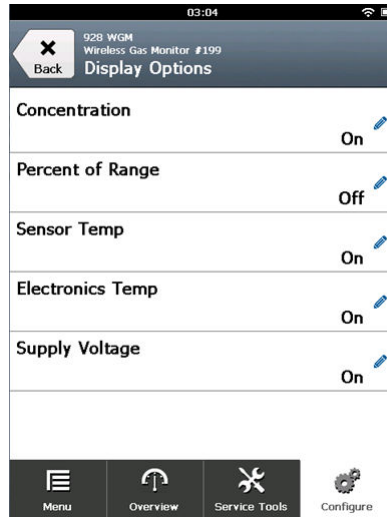 03:04
928 WGM
Wireless Gas Monitor #199
Back
Display Options
Concentration
On
Percent of Range
Off
Sensor Temp
On
Electronics Temp
On
Supply Voltage
On
Menu
Overview
Service Tools
Configure